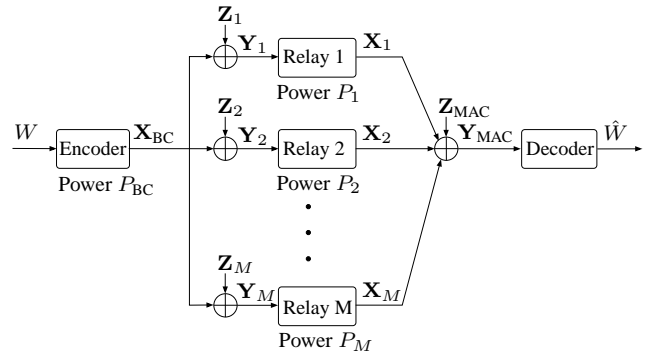 Z1
Y1
Relay 1
X1
Power P1
W
Encoder
XBC
Power PBC
Z2
Y2
Relay 2
X2
Power P2
ZMAC
YMAC
Decoder
Ŵ
ZM
YM
Relay M
XM
Power PM